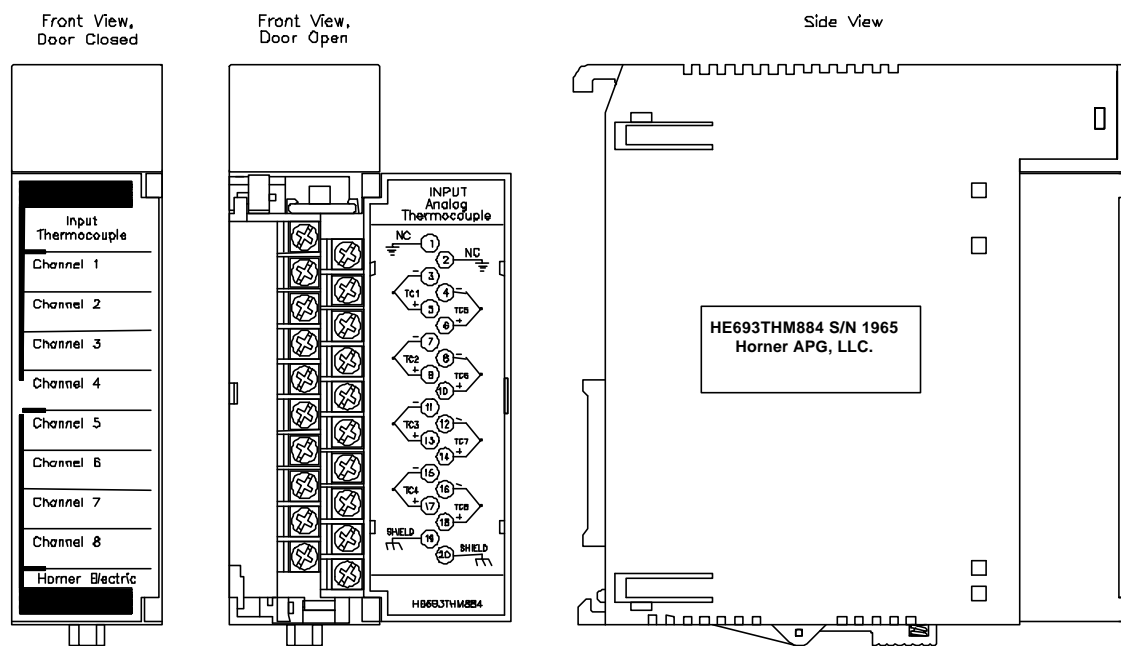 Front View,
Door Closed
Front View,
Door Open
Side View
Input
Thermocouple
Channel 1
Channel 2
Channel 3
Channel 4
Channel 5
Channel 6
Channel 7
Channel 8
Horner Electric
INPUT
Analog
Thermocouple
NC
1
2
NC
3
-
4
-
TC1
TC5
+
5
+
6
7
-
8
-
TC2
TC6
+
9
+
10
11
-
12
-
TC3
TC7
+
13
+
14
15
-
16
-
TC4
TC8
+
17
+
18
SHIELD
19
20
SHIELD
HE693THM884
HE693THM884 S/N 1965
Horner APG, LLC.